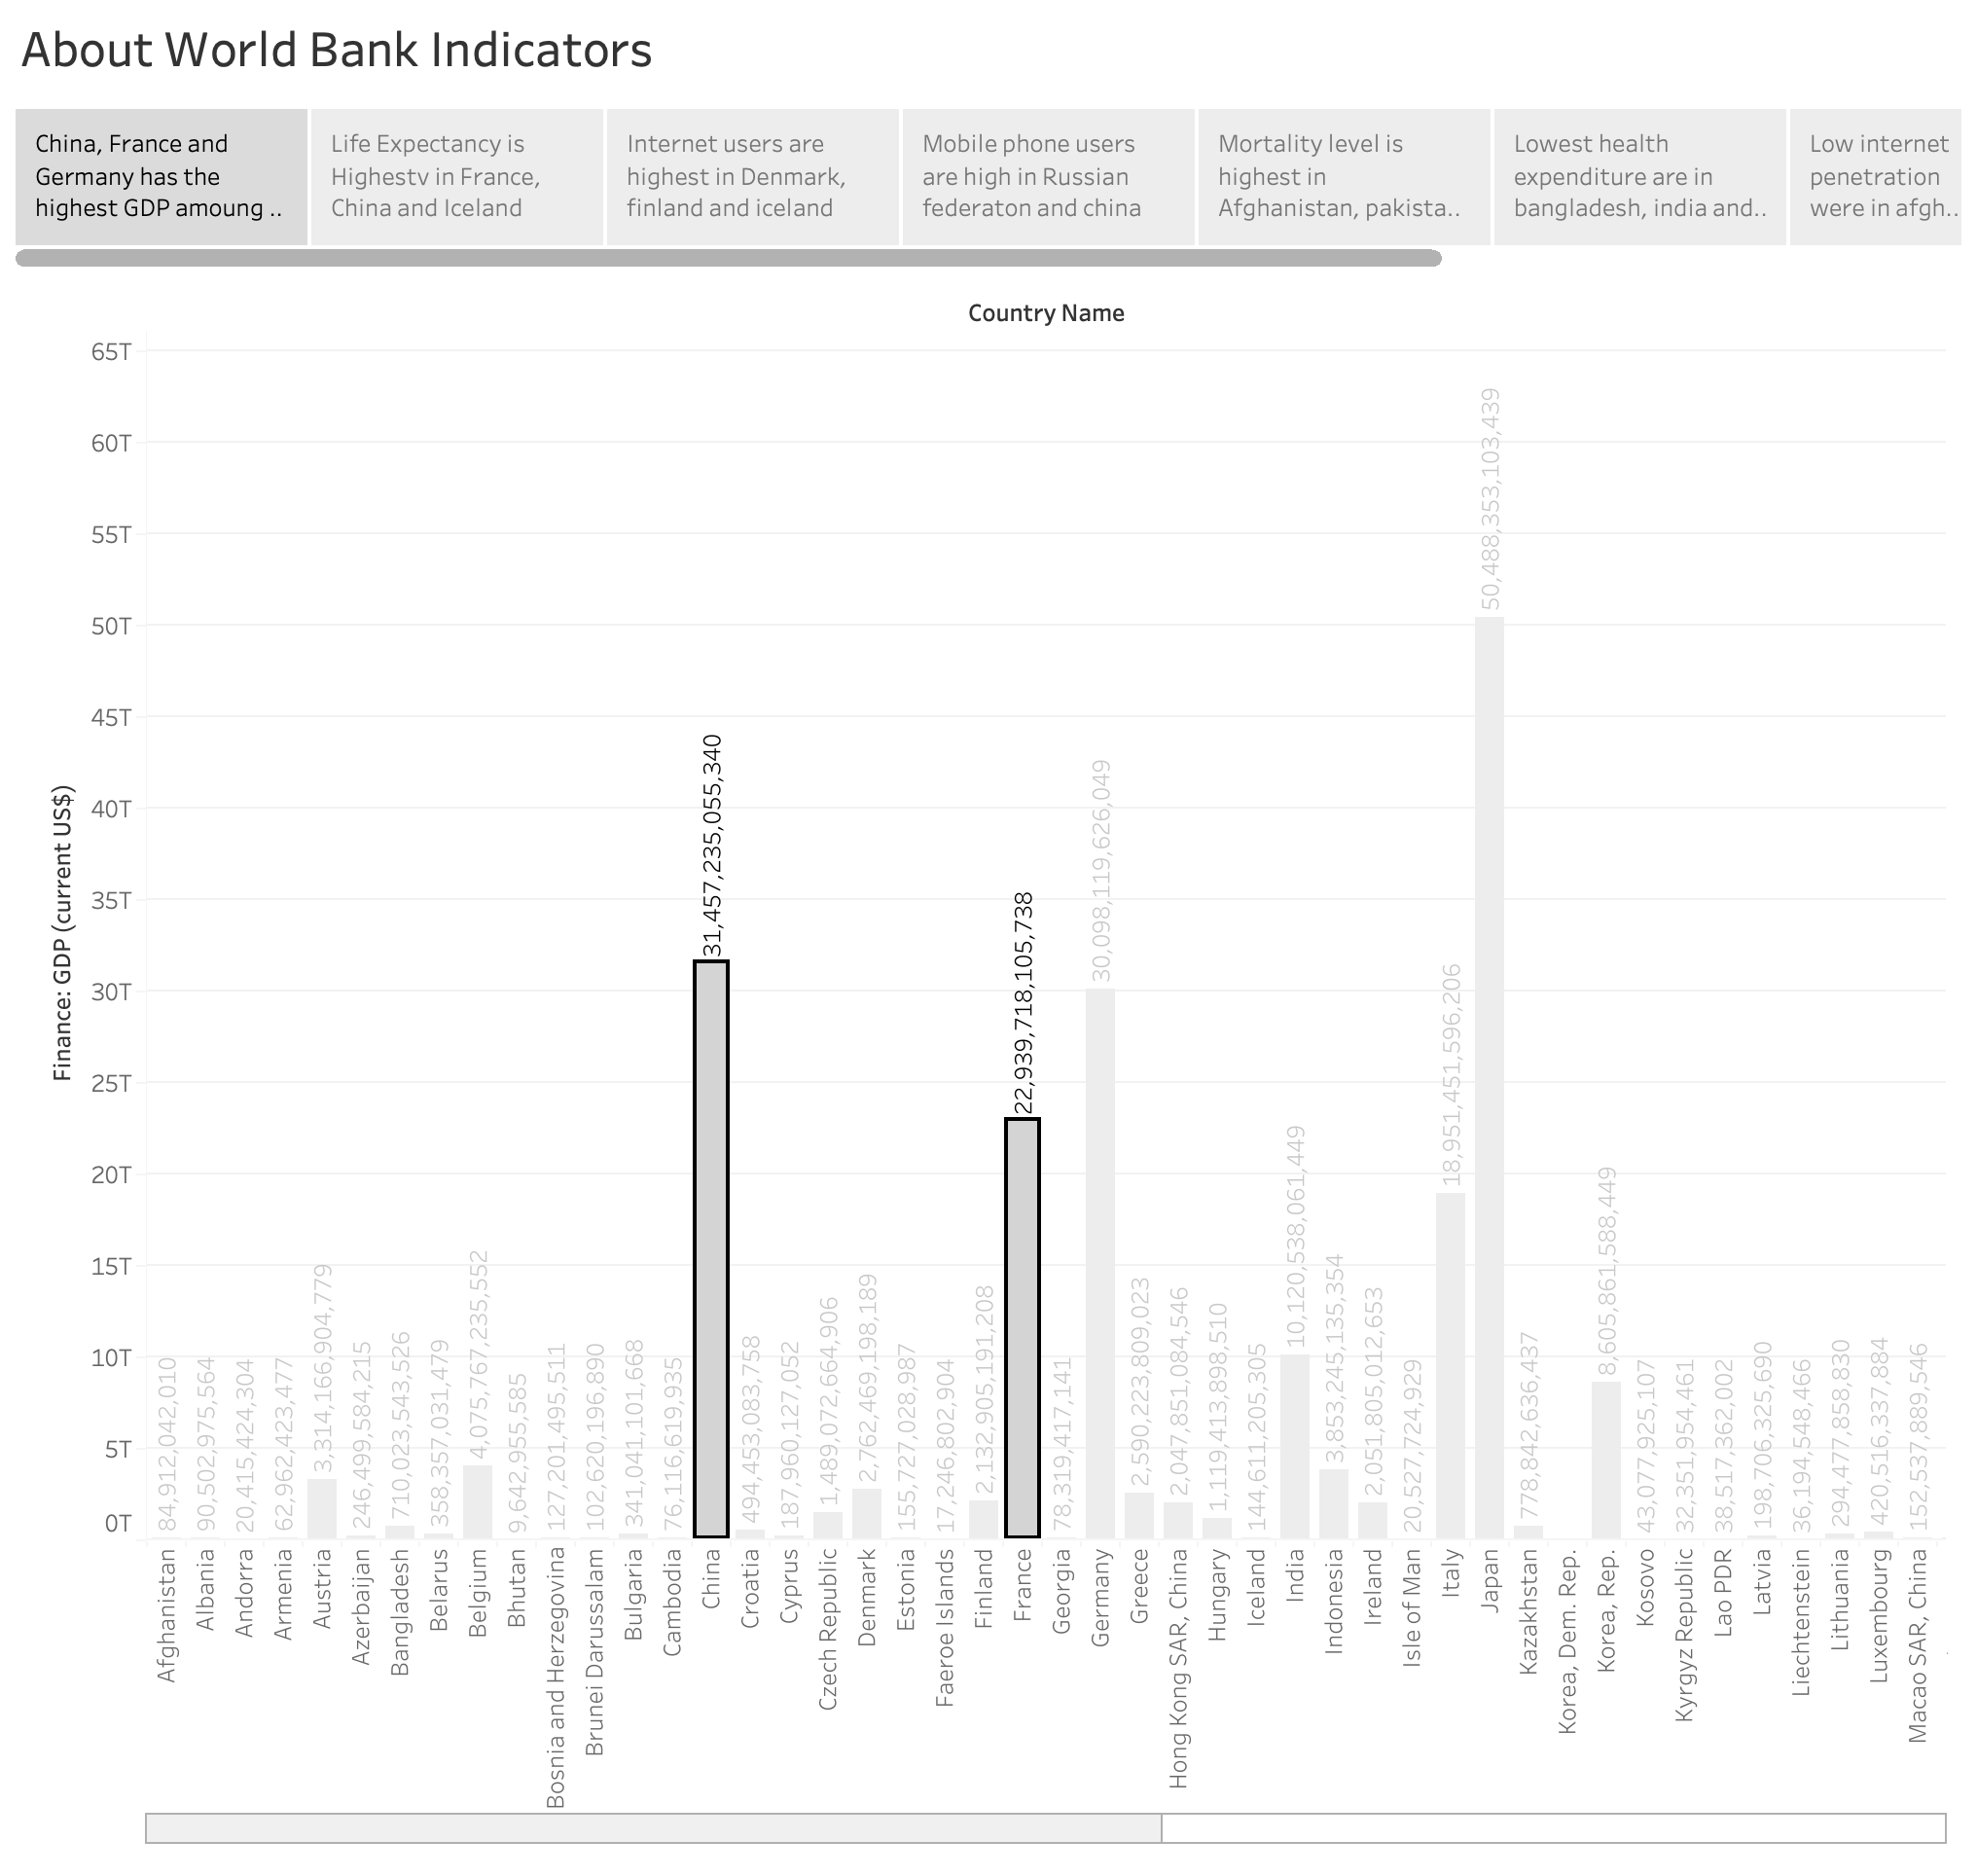 About World Bank Indicators
China, France and
Germany has the
highest GDP amoung ..
Life Expectancy is
Highestv in France,
China and Iceland
Internet users are
highest in Denmark,
finland and iceland
Mobile phone users
are high in Russian
federaton and china
Mortality level is
highest in
Afghanistan, pakista..
Lowest health
expenditure are in
bangladesh, india and..
Low internet
penetration
were in afgh..
Country Name
Finance: GDP (current US$)
65T
60T
55T
50T
45T
40T
35T
30T
25T
20T
15T
10T
5T
0T
84,912,042,010
90,502,975,564
20,415,424,304
62,962,423,477
3,314,166,904,779
246,499,584,215
710,023,543,526
358,357,031,479
4,075,767,235,552
9,642,955,585
127,201,495,511
102,620,196,890
341,041,101,668
76,116,619,935
31,457,235,055,340
494,453,083,758
187,960,127,052
1,489,072,664,906
2,762,469,198,189
155,727,028,987
17,246,802,904
2,132,905,191,208
22,939,718,105,738
78,319,417,141
30,098,119,626,049
2,590,223,809,023
2,047,851,084,546
1,119,413,898,510
144,611,205,305
10,120,538,061,449
3,853,245,135,354
2,051,805,012,653
20,527,724,929
18,951,451,596,206
50,488,353,103,439
778,842,636,437
8,605,861,588,449
43,077,925,107
32,351,954,461
38,517,362,002
198,706,325,690
36,194,548,466
294,477,858,830
420,516,337,884
152,537,889,546
Afghanistan
Albania
Andorra
Armenia
Austria
Azerbaijan
Bangladesh
Belarus
Belgium
Bhutan
Bosnia and Herzegovina
Brunei Darussalam
Bulgaria
Cambodia
China
Croatia
Cyprus
Czech Republic
Denmark
Estonia
Faeroe Islands
Finland
France
Georgia
Germany
Greece
Hong Kong SAR, China
Hungary
Iceland
India
Indonesia
Ireland
Isle of Man
Italy
Japan
Kazakhstan
Korea, Dem. Rep.
Korea, Rep.
Kosovo
Kyrgyz Republic
Lao PDR
Latvia
Liechtenstein
Lithuania
Luxembourg
Macao SAR, China